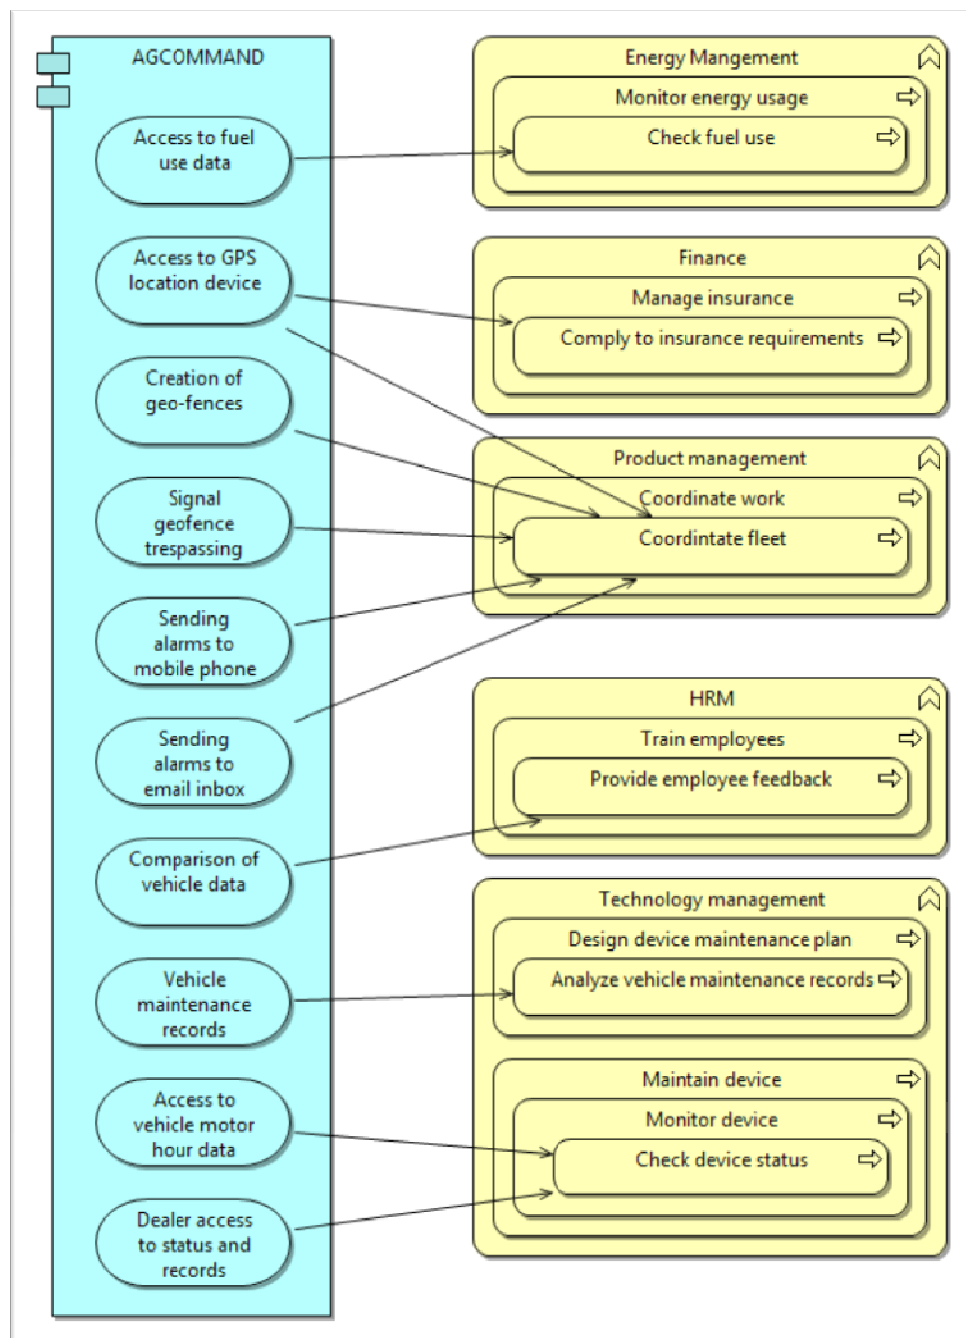 AGCOMMAND
Access to fuel
use data
Access to GPS
location device
Creation of
geo-fences
Signal
geofence
trespassing
Sending
alarms to
mobile phone
Sending
alarms to
email inbox
Comparison of
vehicle data
Vehicle
maintenance
records
Access to
vehicle motor
hour data
Dealer access
to status and
records
Energy Mangement
Monitor energy usage
Check fuel use
Finance
Manage insurance
Comply to insurance requirements
Product management
Coordinate work
Coordintate fleet
HRM
Train employees
Provide employee feedback
Technology management
Design device maintenance plan
Analyze vehicle maintenance records
Maintain device
Monitor device
Check device status